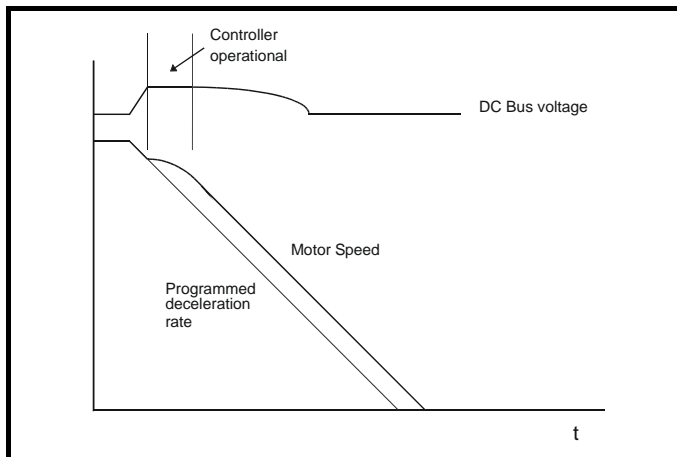 Controller
operational
DC Bus voltage
Motor Speed
Programmed
deceleration
rate
t